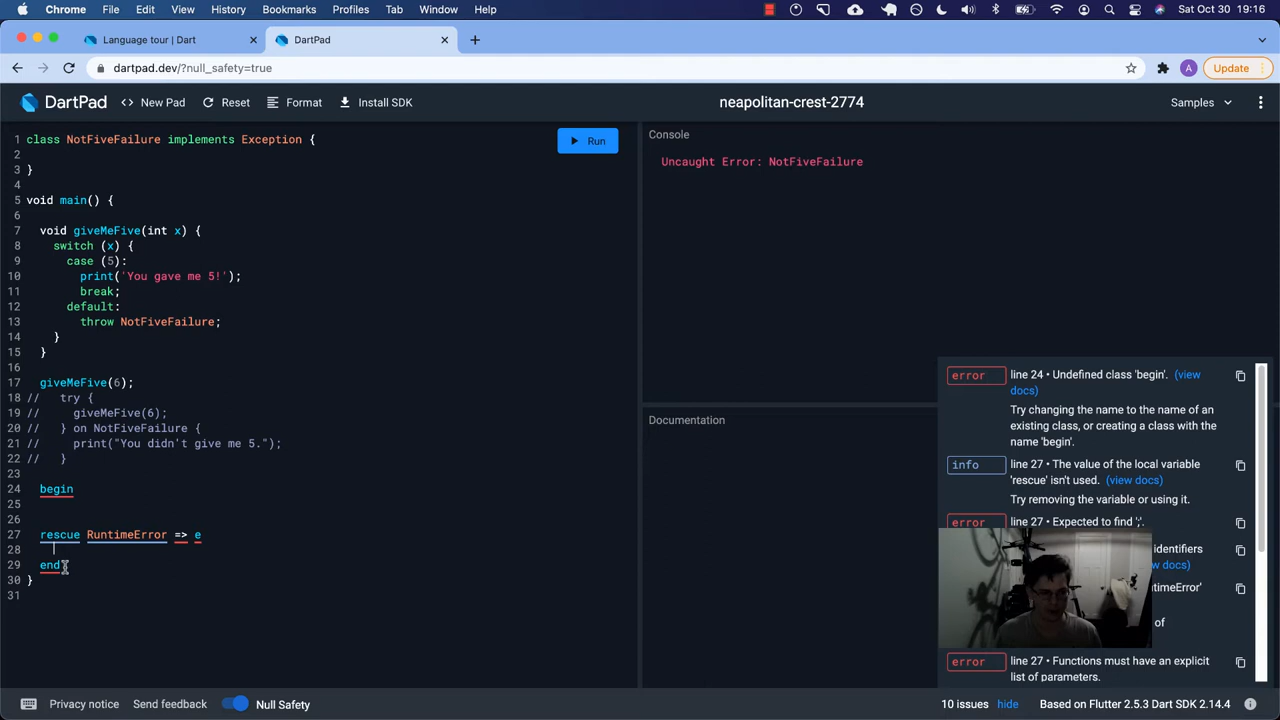 Chrome File Edit View History Bookmarks Profiles Tab Window Help Sat Oct 30 19:16
Language tour | Dart
DartPad
dartpad.dev/?null_safety=true
A
Update
DartPad
<> New Pad
Reset
Format
Install SDK
neapolitan-crest-2774
Samples
1 class NotFiveFailure implements Exception {
2
3 }
4
5 void main() {
6
7 void giveMeFive(int x) {
8 switch (x) {
9 case (5):
10 print('You gave me 5!');
11 break;
12 default:
13 throw NotFiveFailure;
14 }
15 }
16
17 giveMeFive(6);
18 // try {
19 // giveMeFive(6);
20 // } on NotFiveFailure {
21 // print("You didn't give me 5.");
22 // }
23
24 begin
25
26
27 rescue RuntimeError => e
28
29 end
30 }
31
Run
Console
Uncaught Error: NotFiveFailure
Documentation
error line 24 • Undefined class 'begin'. (view
docs)
Try changing the name to the name of an
existing class, or creating a class with the
name 'begin'.
info line 27 • The value of the local variable
'rescue' isn't used. (view docs)
Try removing the variable or using it.
error line 27 • Expected to find ';'.
identifiers
docs)
of
error line 27 • Functions must have an explicit
list of parameters.
Privacy notice
Send feedback
Null Safety
10 issues hide
Based on Flutter 2.5.3 Dart SDK 2.14.4